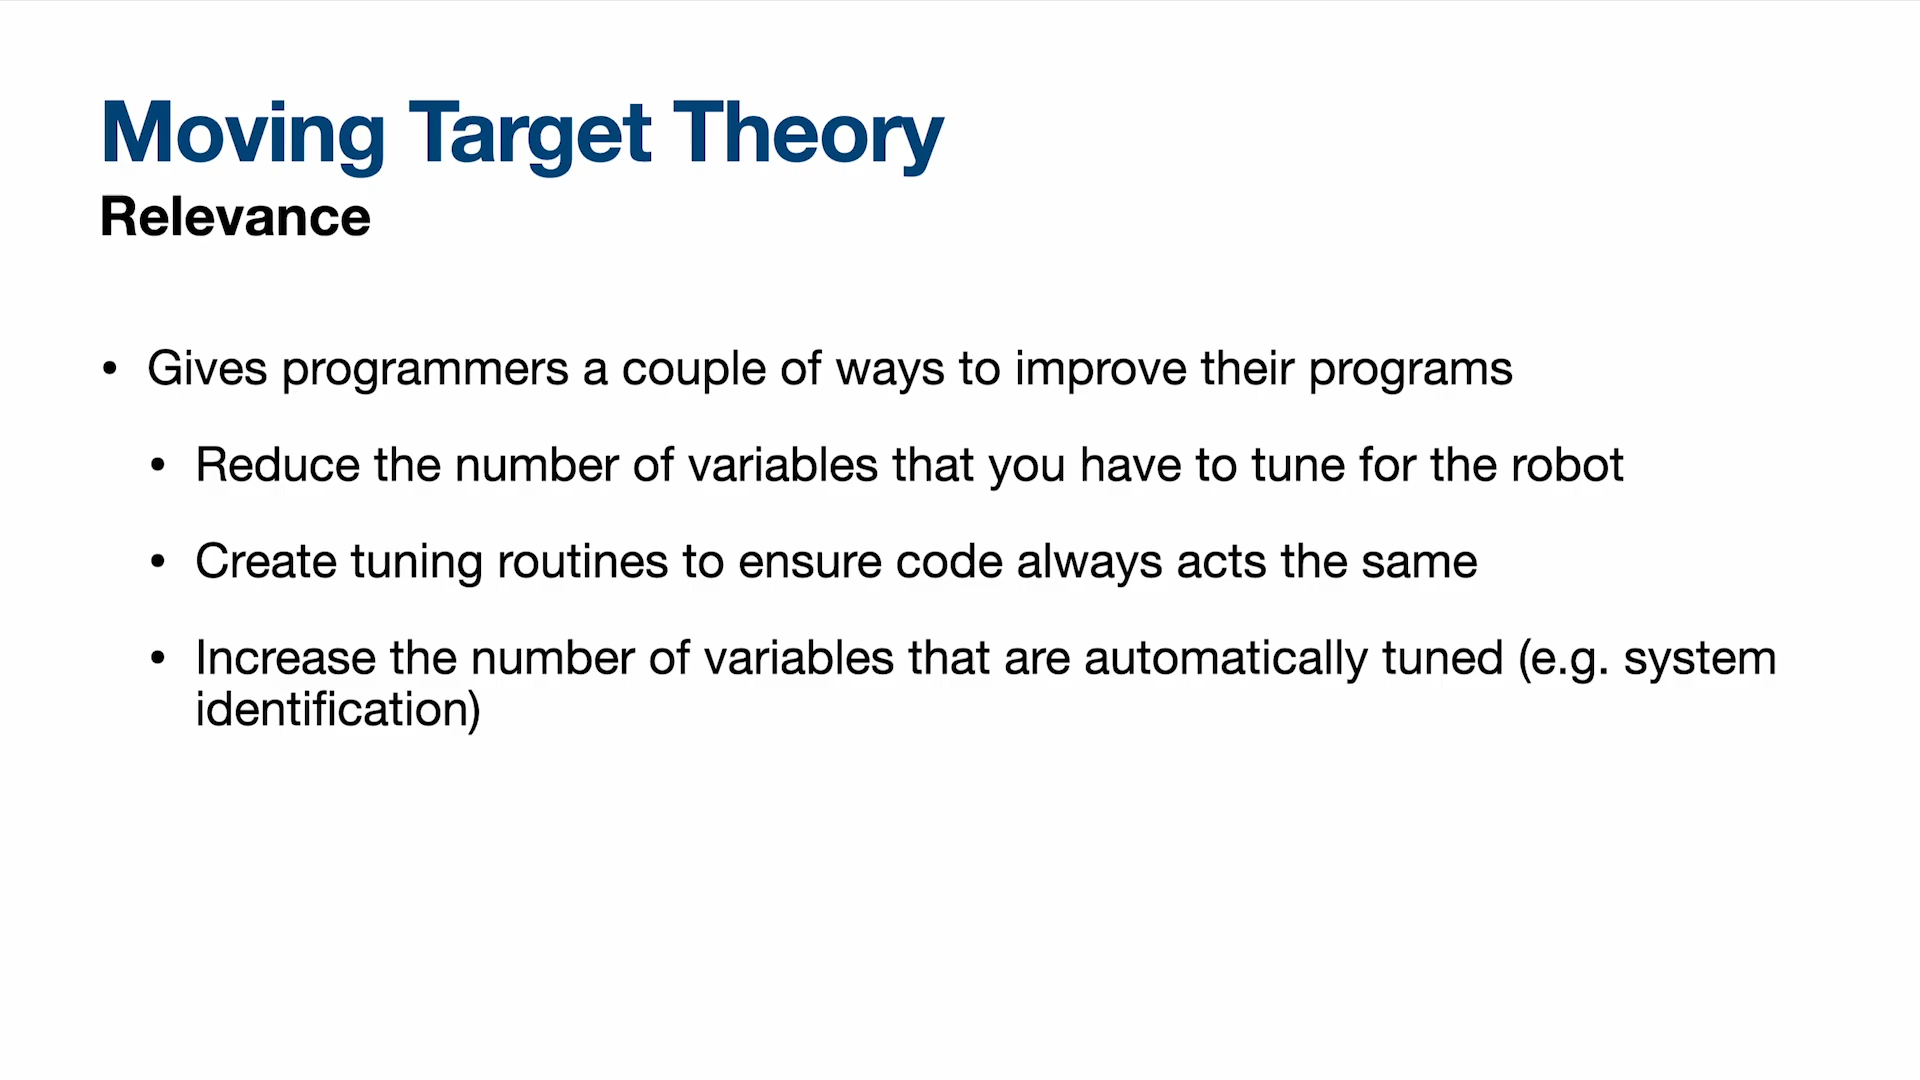 Moving Target Theory
Relevance
• Gives programmers a couple of ways to improve their programs
• Reduce the number of variables that you have to tune for the robot
• Create tuning routines to ensure code always acts the same
• Increase the number of variables that are automatically tuned (e.g. system
identification)